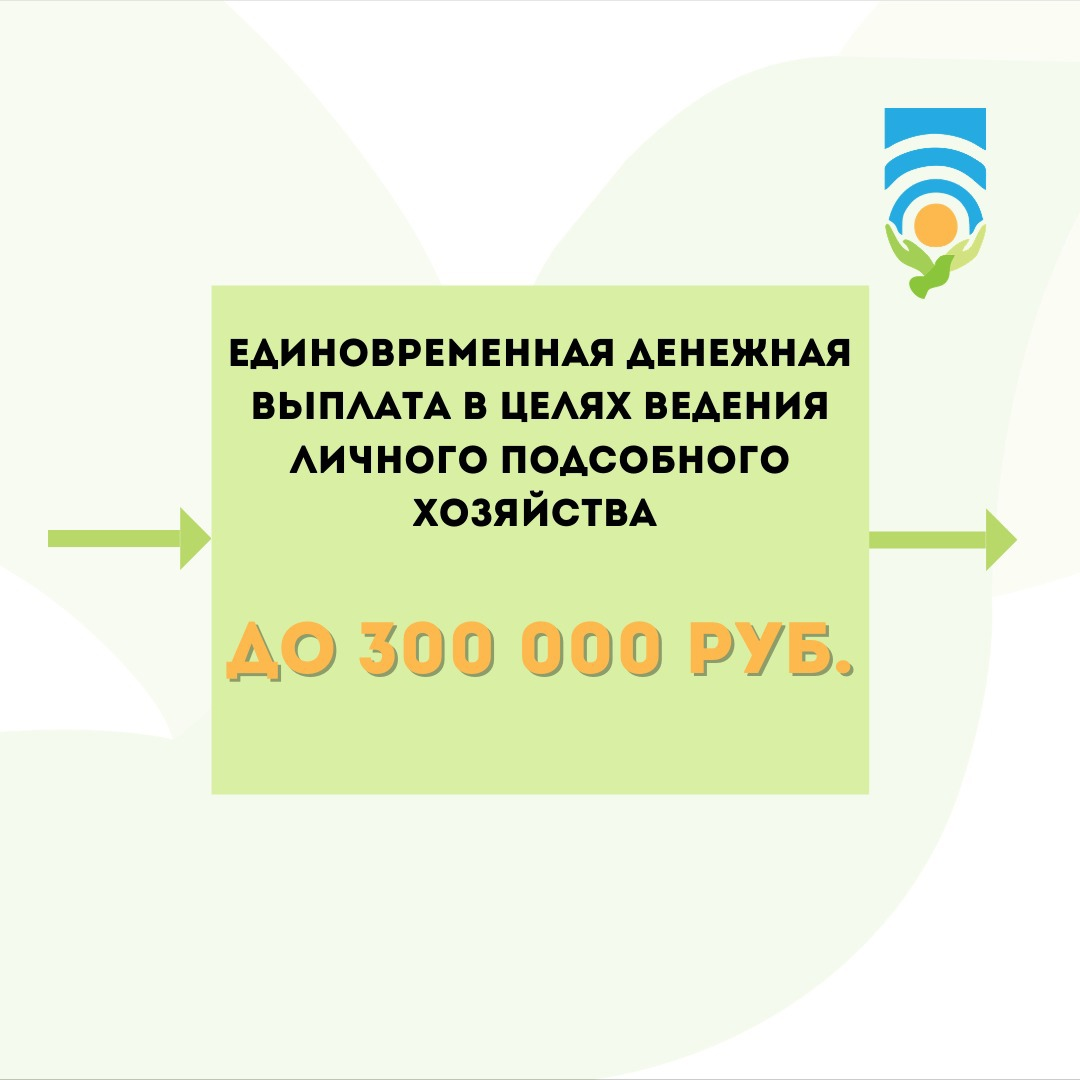 ЕДИНОВРЕМЕННАЯ ДЕНЕЖНАЯ
ВЫПЛАТА В ЦЕЛЯХ ВЕДЕНИЯ
ЛИЧНОГО ПОДСОБНОГО
ХОЗЯЙСТВА
ДО 300 000 РУБ.